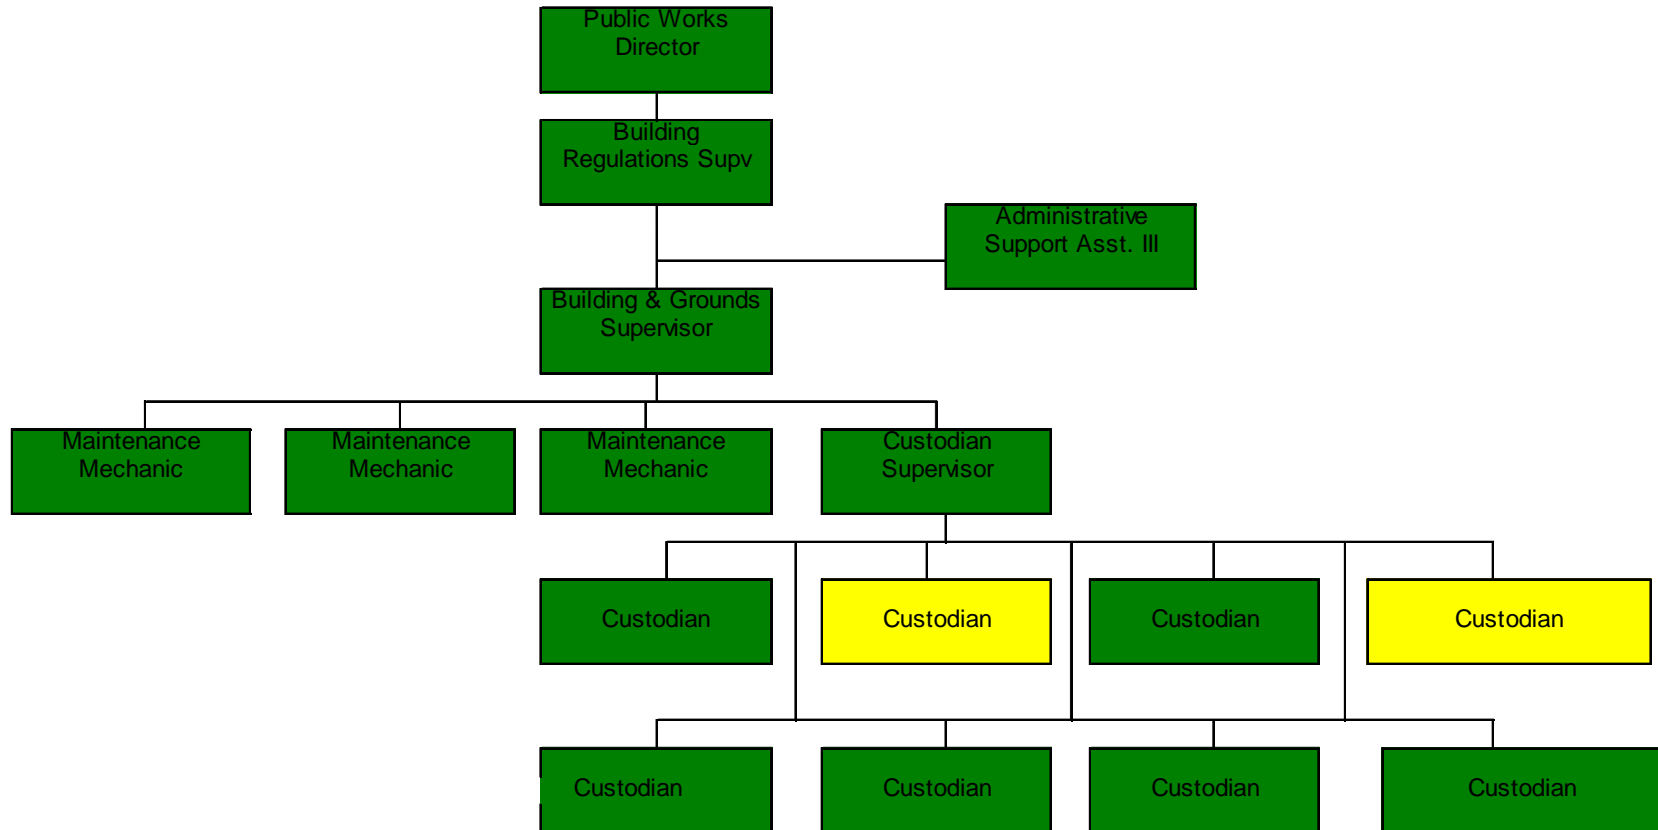 Public Works
Director
Building
Regulations Supv
Administrative
Support Asst. III
Building & Grounds
Supervisor
Maintenance
Mechanic
Maintenance
Mechanic
Maintenance
Mechanic
Custodian
Supervisor
Custodian
Custodian
Custodian
Custodian
Custodian
Custodian
Custodian
Custodian